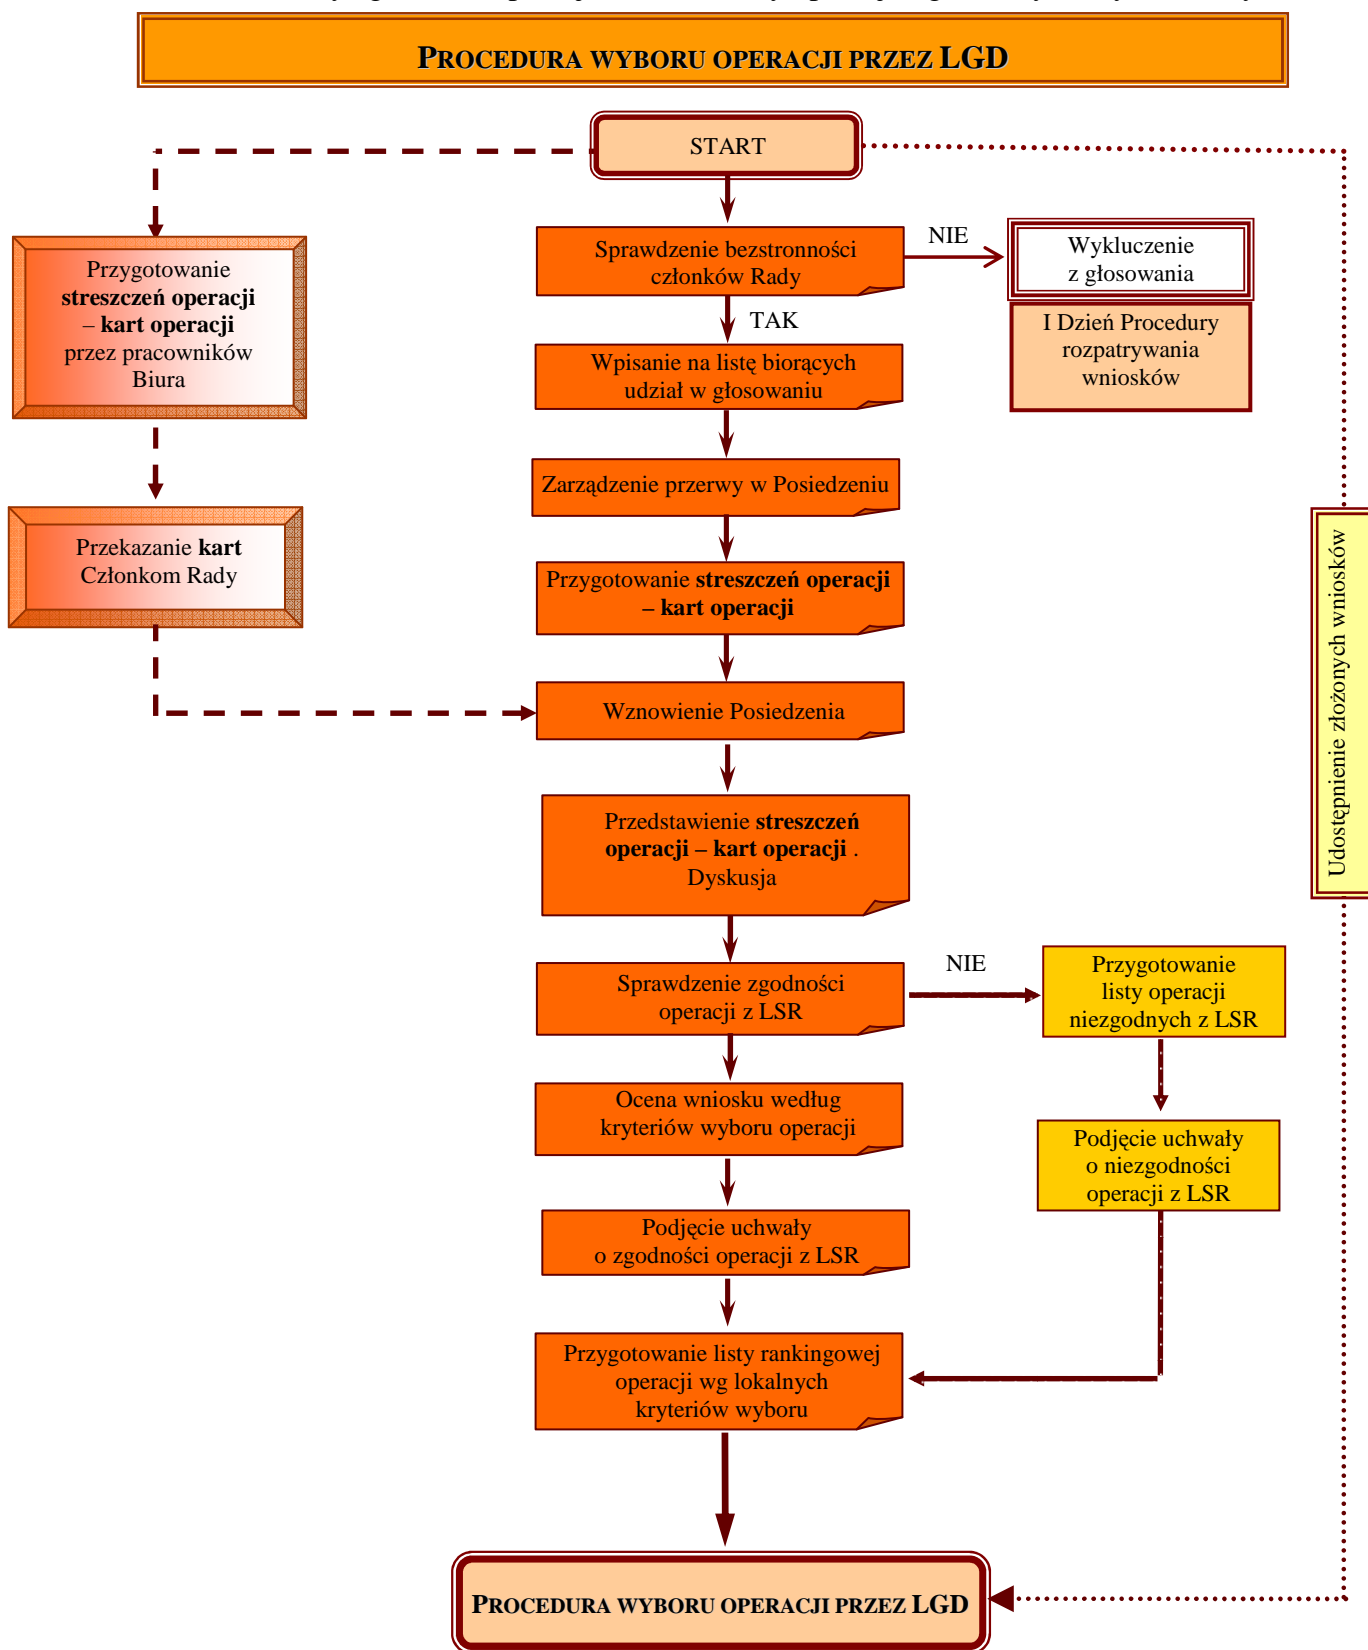 PROCEDURA WYBORU OPERACJI PRZEZ LGD
START
Sprawdzenie bezstronności
członków Rady
NIE
Wykluczenie
z głosowania
I Dzień Procedury
rozpatrywania
wniosków
Przygotowanie
streszczeń operacji
– kart operacji
przez pracowników
Biura
TAK
Wpisanie na listę biorących
udział w głosowaniu
Zarządzenie przerwy w Posiedzeniu
Przekazanie kart
Członkom Rady
Przygotowanie streszczeń operacji
– kart operacji
Wznowienie Posiedzenia
Udostępnienie złożonych wniosków
Przedstawienie streszczeń
operacji – kart operacji .
Dyskusja
Sprawdzenie zgodności
operacji z LSR
NIE
Przygotowanie
listy operacji
niezgodnych z LSR
Ocena wniosku według
kryteriów wyboru operacji
Podjęcie uchwały
o niezgodności
operacji z LSR
Podjęcie uchwały
o zgodności operacji z LSR
Przygotowanie listy rankingowej
operacji wg lokalnych
kryteriów wyboru
PROCEDURA WYBORU OPERACJI PRZEZ LGD